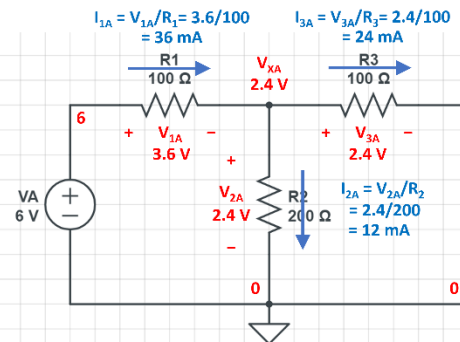 I1A = V1A/R1= 3.6/100
= 36 mA
I3A = V3A/R3= 2.4/100
= 24 mA
R1
100 Ω
VXA
2.4 V
R3
100 Ω
6
+ V1A −
3.6 V
+ V3A −
2.4 V
+
VA
6 V
+
−
V2A
2.4 V
−
R2
200 Ω
I2A = V2A/R2
= 2.4/200
= 12 mA
0
0